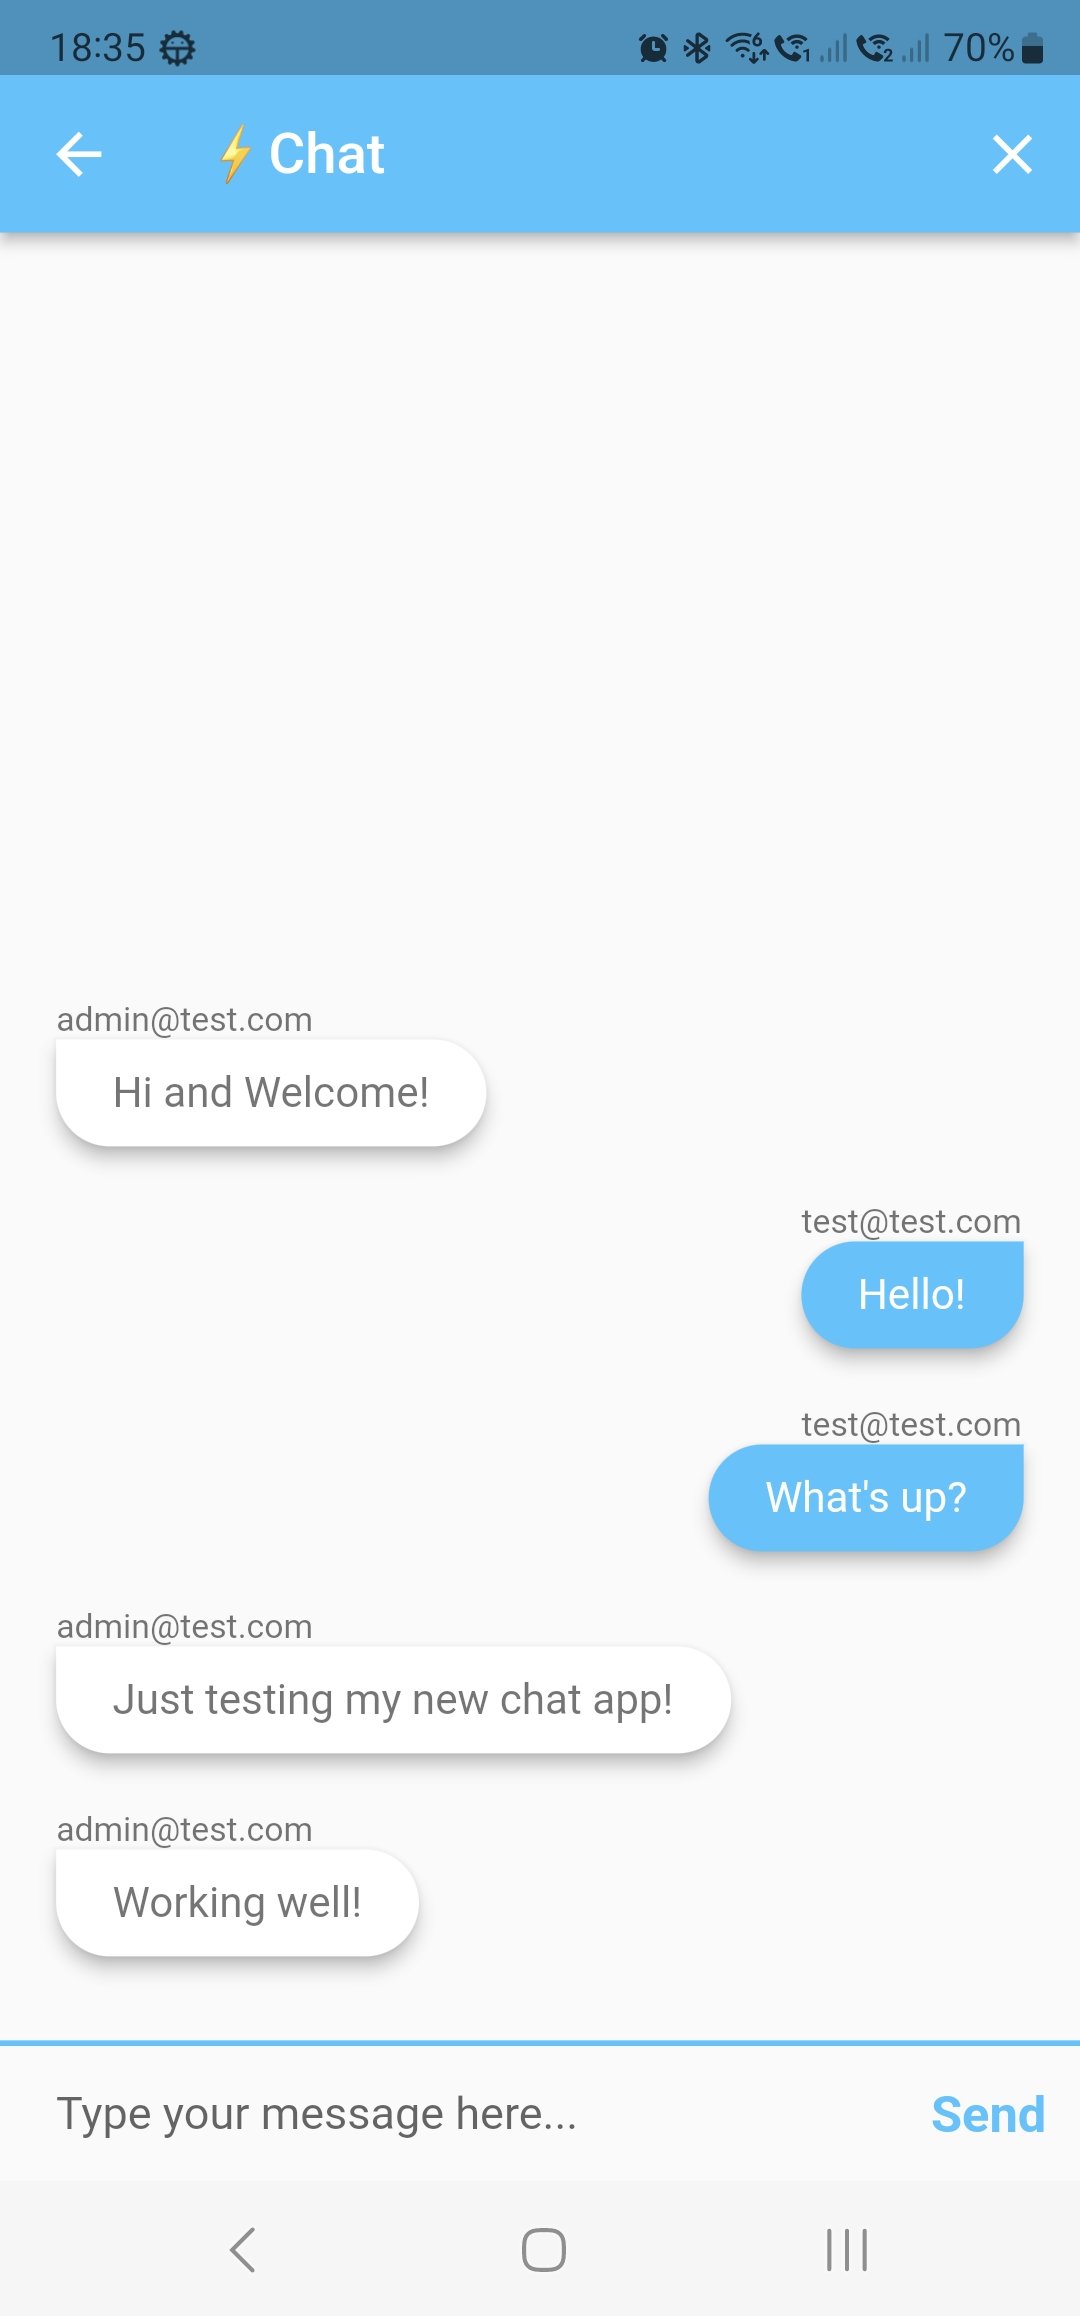 18:35 70%
⚡Chat
admin@test.com
Hi and Welcome!
test@test.com
Hello!
test@test.com
What's up?
admin@test.com
Just testing my new chat app!
admin@test.com
Working well!
Type your message here... Send